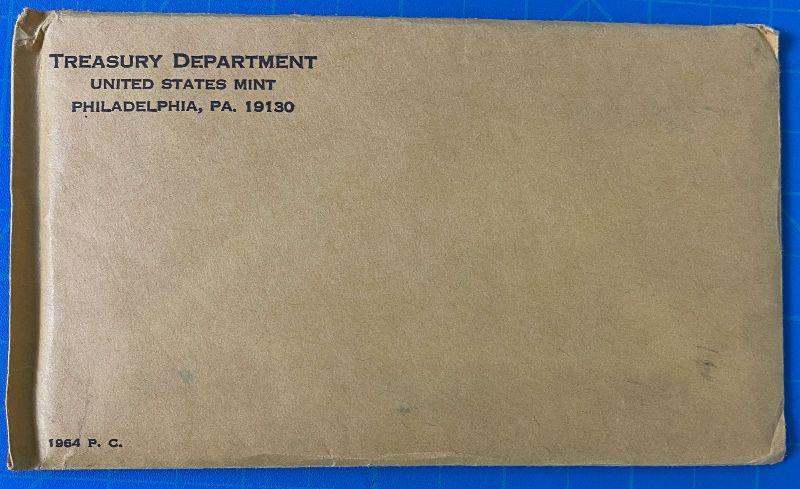 Treasury Department
UNITED STATES MINT
PHILADELPHIA, PA. 19130
1964 P. C.